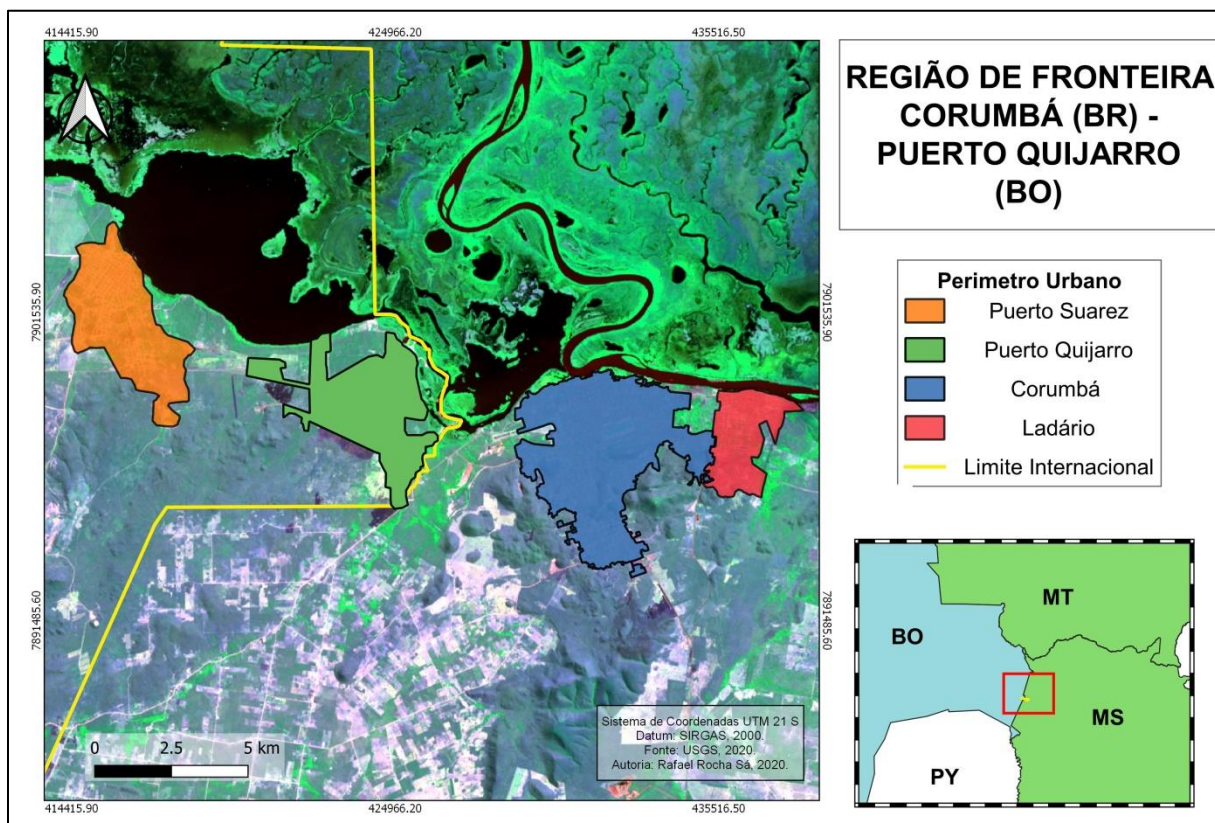 414415.90
424966.20
435516.50
7901535.90
7901535.90
7891485.60
7891485.60
0
2.5
5 km
Sistema de Coordenadas UTM 21 S
Datum: SIRGAS, 2000.
Fonte: USGS, 2020.
Autoria: Rafael Rocha Sá, 2020.
414415.90
424966.20
435516.50
REGIÃO DE FRONTEIRA
CORUMBÁ (BR) -
PUERTO QUIJARRO
(BO)
Perimetro Urbano
Puerto Suarez
Puerto Quijarro
Corumbá
Ladário
Limite Internacional
MT
BO
MS
PY